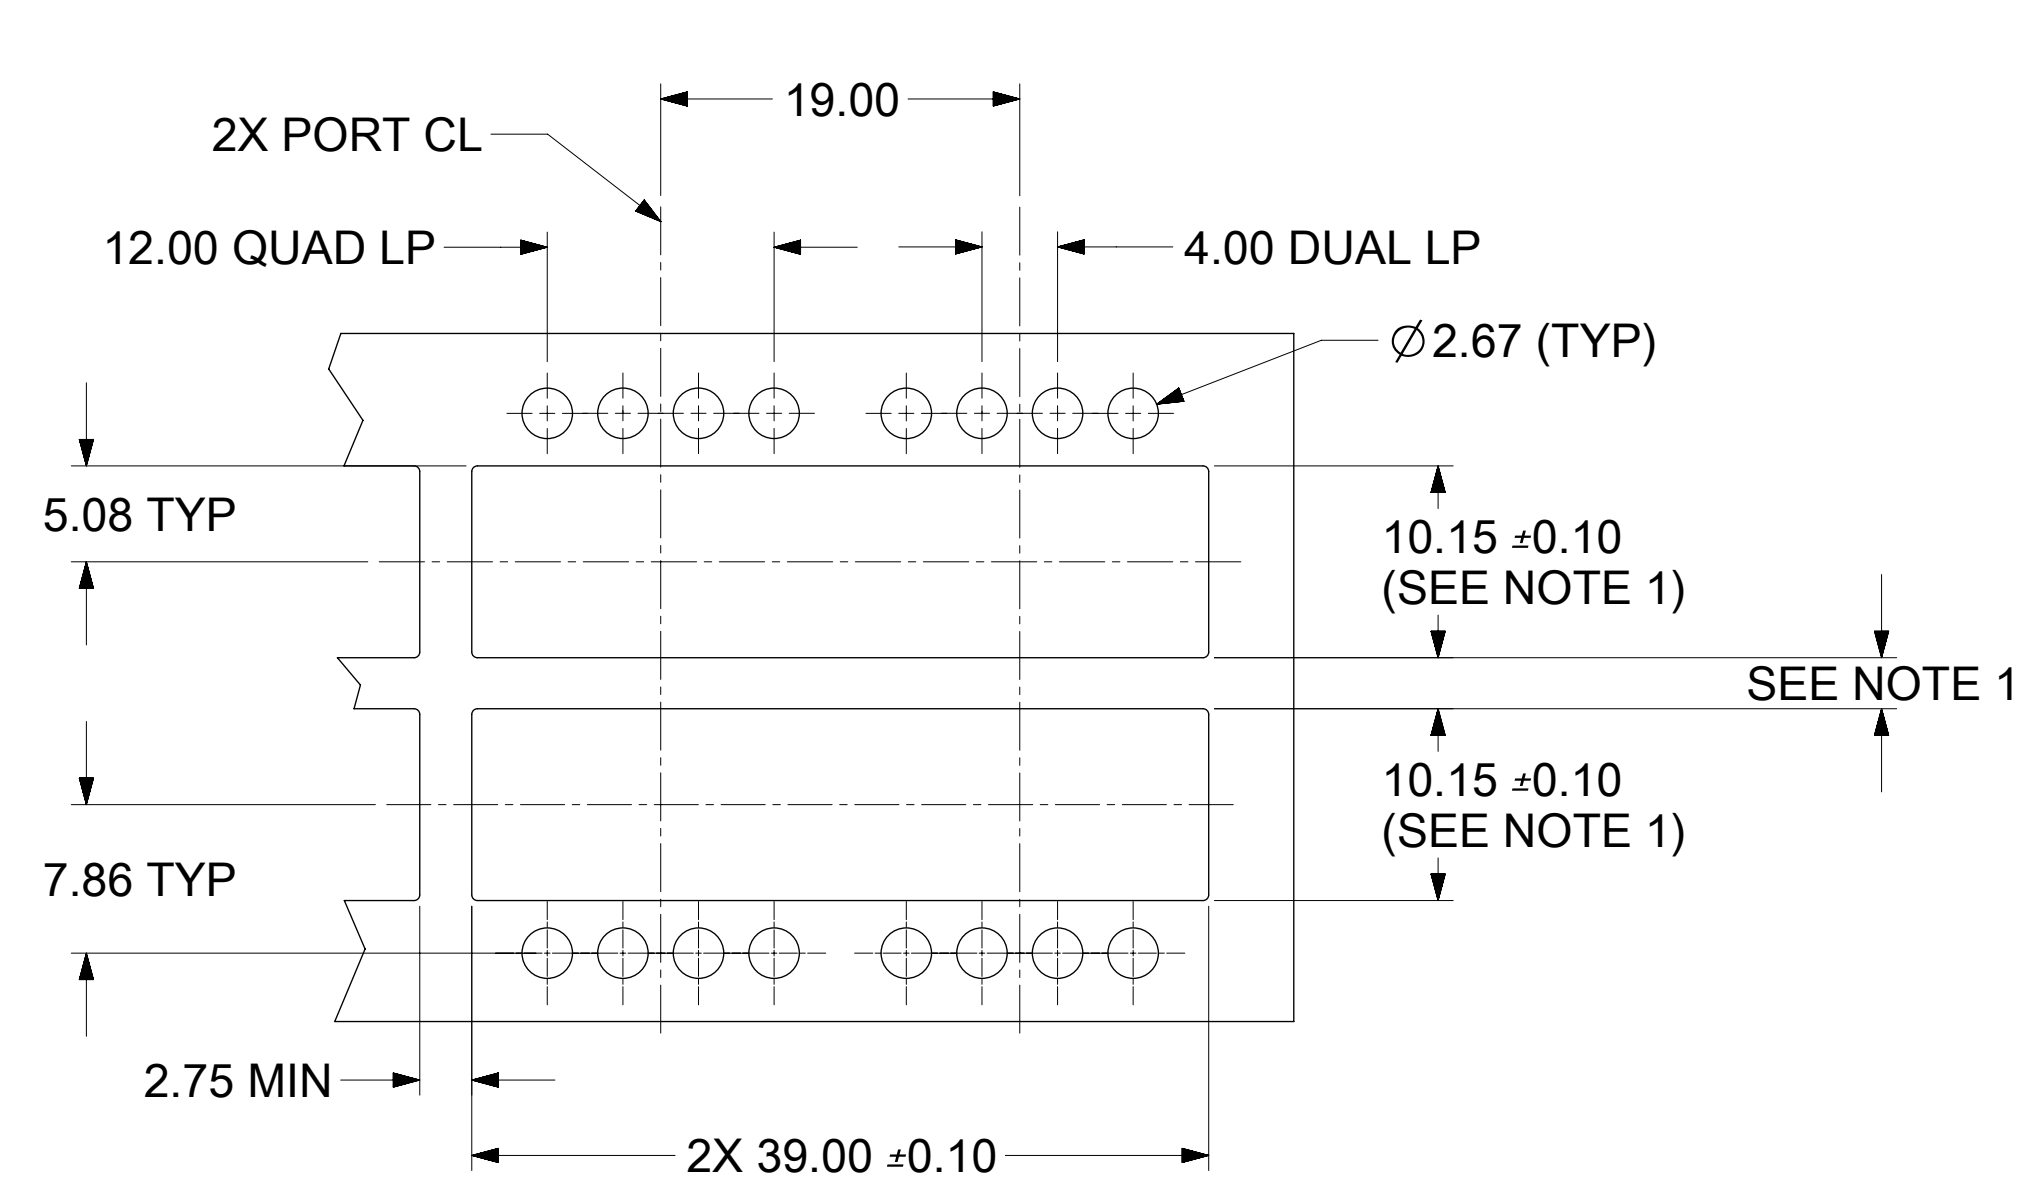 19.00
2X PORT CL
12.00 QUAD LP
4.00 DUAL LP
∅2.67 (TYP)
5.08 TYP
10.15 ±0.10
(SEE NOTE 1)
SEE NOTE 1
10.15 ±0.10
(SEE NOTE 1)
7.86 TYP
2.75 MIN
2X 39.00 ±0.10